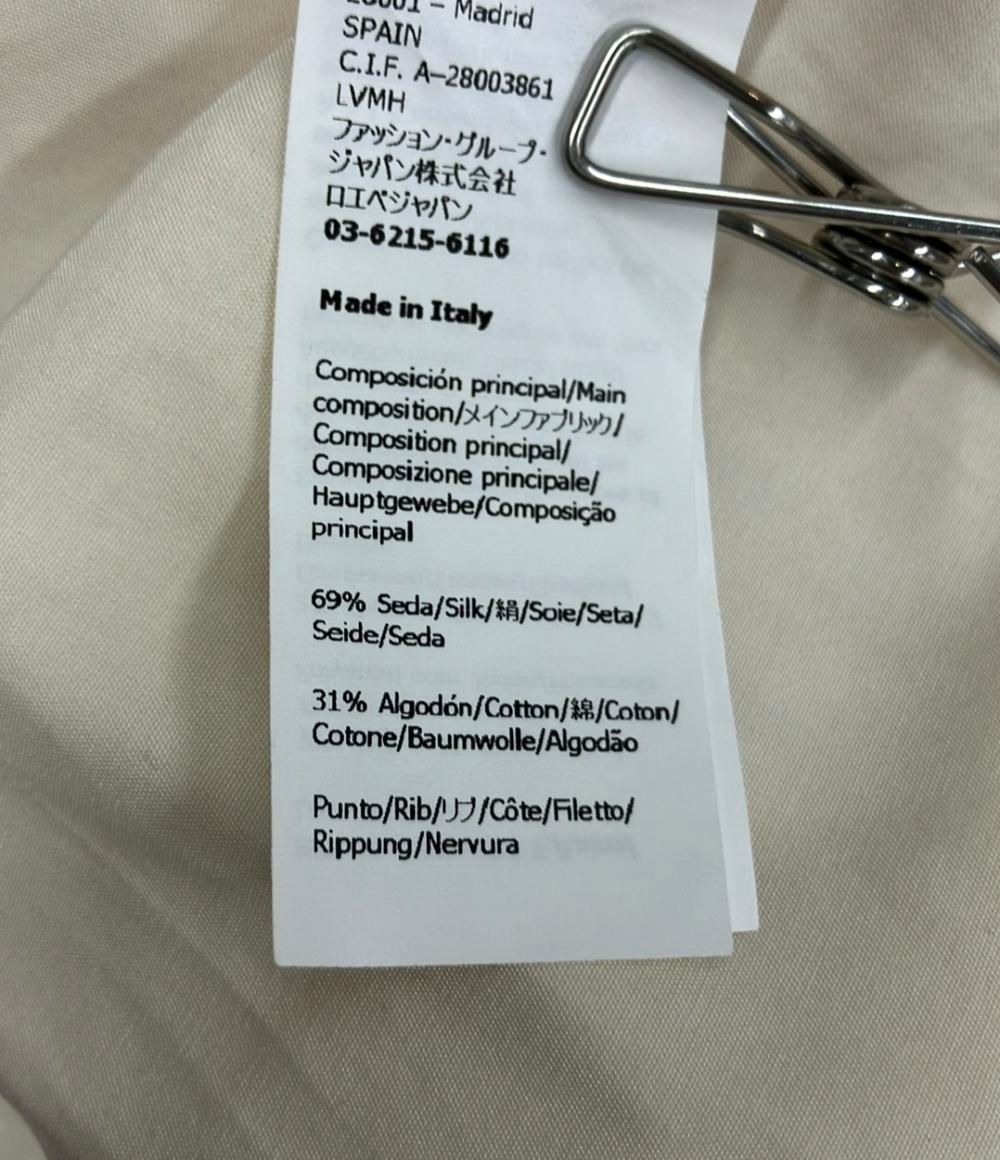 28001 – Madrid
SPAIN
C.I.F. A–28003861
LVMH
ファッション・グループ・
ジャパン株式会社
ロエベジャパン
03-6215-6116
Made in Italy
Composición principal/Main
composition/メインファブリック/
Composition principal/
Composizione principale/
Hauptgewebe/Composição
principal
69% Seda/Silk/絹/Soie/Seta/
Seide/Seda
31% Algodón/Cotton/綿/Coton/
Cotone/Baumwolle/Algodão
Punto/Rib/リブ/Côte/Filetto/
Rippung/Nervura